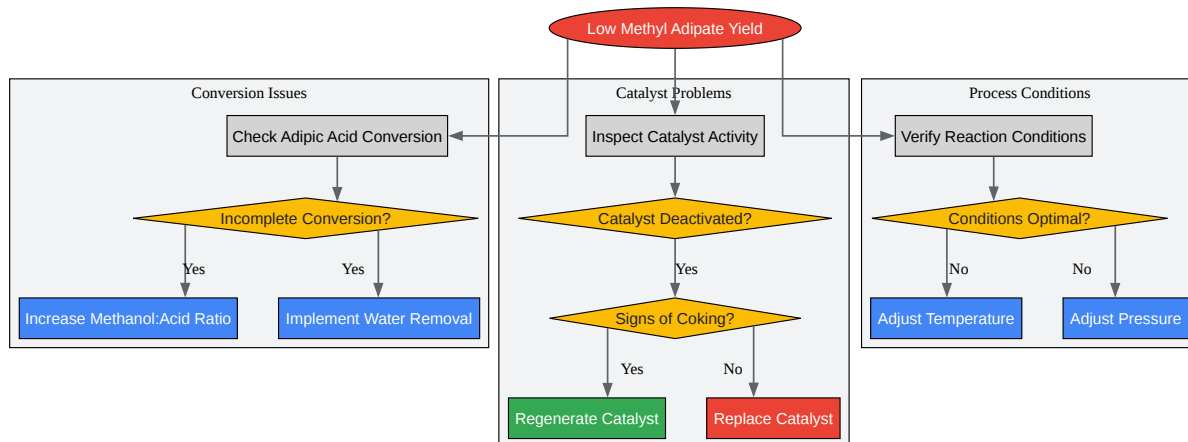 Low Methyl Adipate Yield
Conversion Issues
Catalyst Problems
Process Conditions
Check Adipic Acid Conversion
Inspect Catalyst Activity
Verify Reaction Conditions
Incomplete Conversion?
Catalyst Deactivated?
Conditions Optimal?
Yes
Yes
Yes
No
No
Increase Methanol:Acid Ratio
Implement Water Removal
Signs of Coking?
Adjust Temperature
Adjust Pressure
Yes
No
Regenerate Catalyst
Replace Catalyst